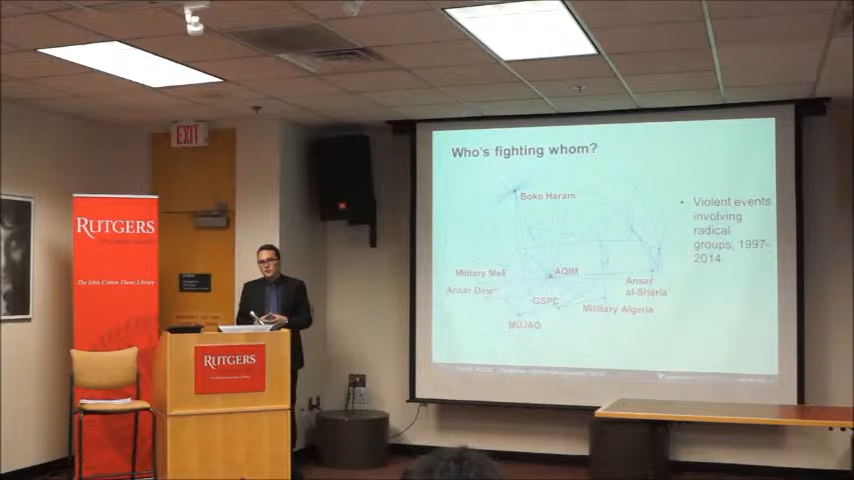 EXIT
RUTGERS
The John Cotton Dana Library
RUTGERS
Who's fighting whom?
Boko Haram
• Violent events
involving
radical
groups, 1997-
2014
Military Mali
AQIM
Ansar Dine
Ansar
al-Sharia
GSPC
Military Algeria
MUJAO